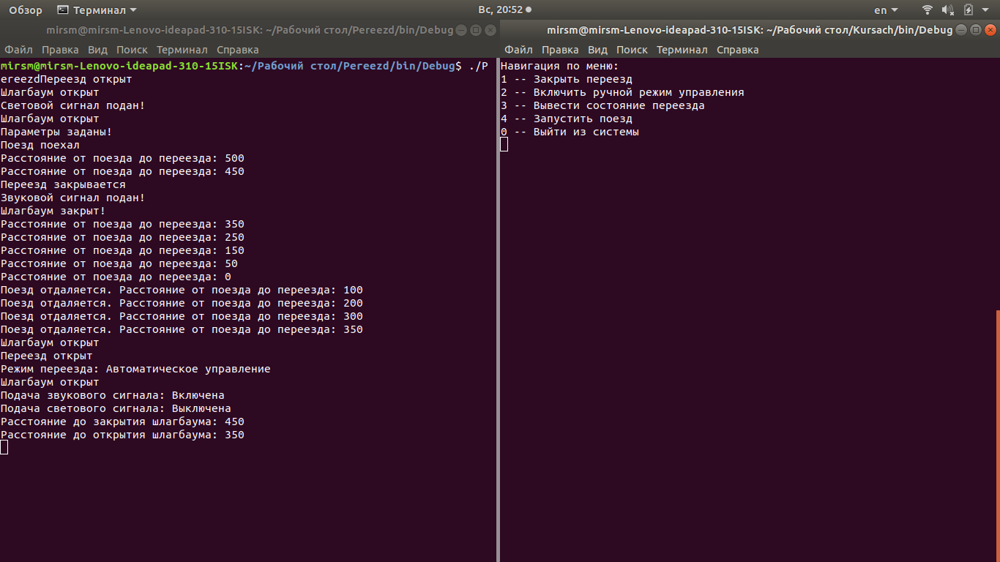 Обзор Терминал Вс, 20:52 en
mirsm@mirsm-Lenovo-ideapad-310-15ISK: ~/Рабочий стол/Pereezd/bin/Debug
Файл Правка Вид Поиск Терминал Справка
mirsm@mirsm-Lenovo-ideapad-310-15ISK:~/Рабочий стол/Pereezd/bin/Debug$ ./P
ereezdПереезд открыт
Шлагбаум открыт
Световой сигнал подан!
Шлагбаум открыт
Параметры заданы!
Поезд поехал
Расстояние от поезда до переезда: 500
Расстояние от поезда до переезда: 450
Переезд закрывается
Звуковой сигнал подан!
Шлагбаум закрыт!
Расстояние от поезда до переезда: 350
Расстояние от поезда до переезда: 250
Расстояние от поезда до переезда: 150
Расстояние от поезда до переезда: 50
Расстояние от поезда до переезда: 0
Поезд отдаляется. Расстояние от поезда до переезда: 100
Поезд отдаляется. Расстояние от поезда до переезда: 200
Поезд отдаляется. Расстояние от поезда до переезда: 300
Поезд отдаляется. Расстояние от поезда до переезда: 350
Шлагбаум открыт
Переезд открыт
Режим переезда: Автоматическое управление
Шлагбаум открыт
Подача звукового сигнала: Включена
Подача светового сигнала: Выключена
Расстояние до закрытия шлагбаума: 450
Расстояние до открытия шлагбаума: 350
mirsm@mirsm-Lenovo-ideapad-310-15ISK: ~/Рабочий стол/Kursach/bin/Debug
Файл Правка Вид Поиск Терминал Справка
Навигация по меню:
1 -- Закрыть переезд
2 -- Включить ручной режим управления
3 -- Вывести состояние переезда
4 -- Запустить поезд
0 -- Выйти из системы